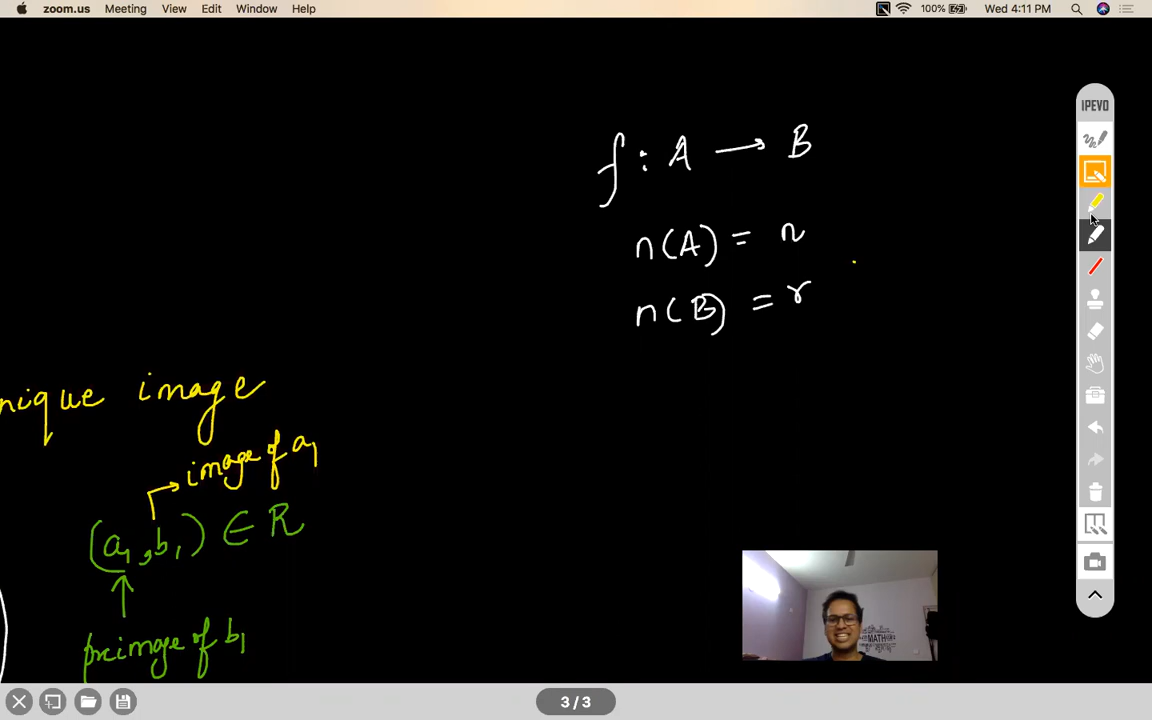 zoom.us Meeting View Edit Window Help 100% Wed 4:11 PM
IPEVO
f : A → B
n(A) = n
n(B) = r
nique image
image of a₁
(a₁, b₁) ∈ R
preimage of b₁
MATH
3 / 3